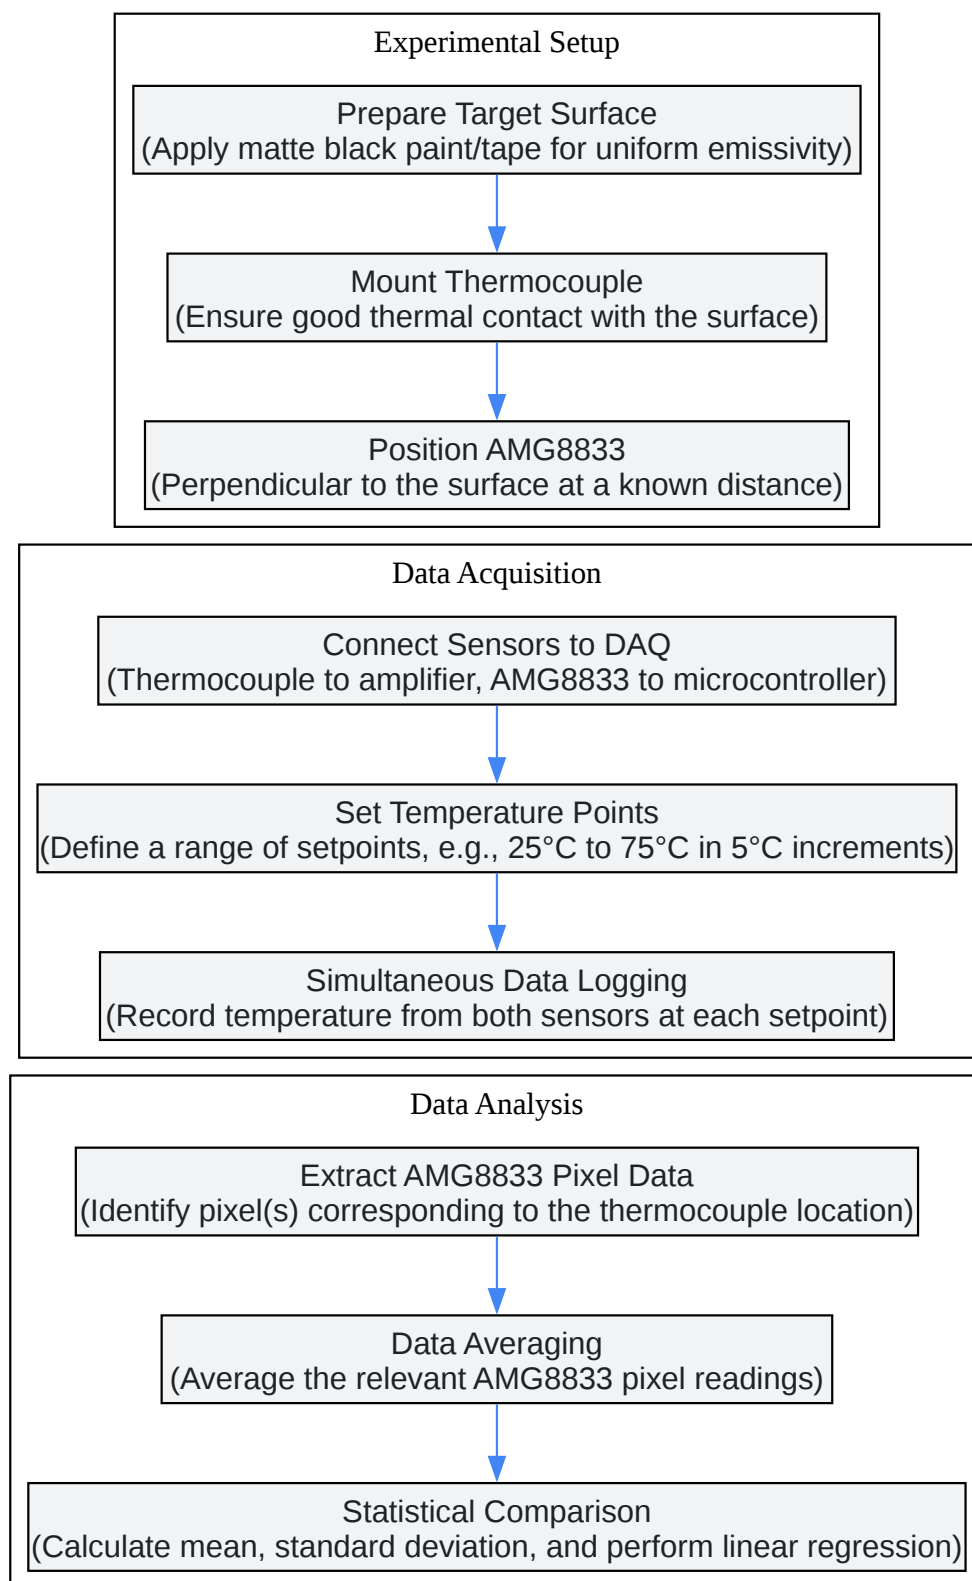 Experimental Setup
Prepare Target Surface
(Apply matte black paint/tape for uniform emissivity)
Mount Thermocouple
(Ensure good thermal contact with the surface)
Position AMG8833
(Perpendicular to the surface at a known distance)
Data Acquisition
Connect Sensors to DAQ
(Thermocouple to amplifier, AMG8833 to microcontroller)
Set Temperature Points
(Define a range of setpoints, e.g., 25°C to 75°C in 5°C increments)
Simultaneous Data Logging
(Record temperature from both sensors at each setpoint)
Data Analysis
Extract AMG8833 Pixel Data
(Identify pixel(s) corresponding to the thermocouple location)
Data Averaging
(Average the relevant AMG8833 pixel readings)
Statistical Comparison
(Calculate mean, standard deviation, and perform linear regression)